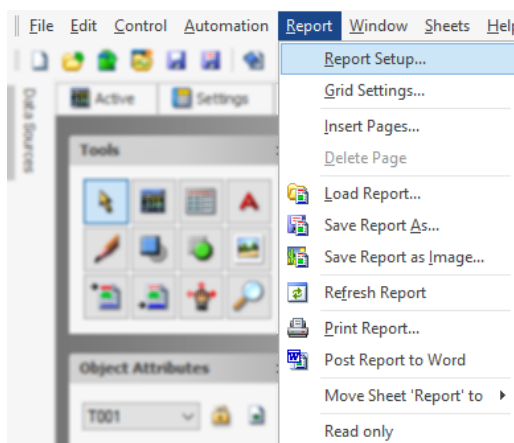 File Edit Control Automation Report Window Sheets Help
Report Setup...
Grid Settings...
Insert Pages...
Delete Page
Load Report...
Save Report As...
Save Report as Image...
Refresh Report
Print Report...
Post Report to Word
Move Sheet 'Report' to
Read only
Data Sources
Active Settings
Tools
Object Attributes
T001